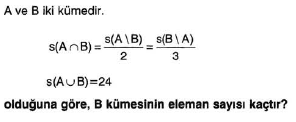 A ve B iki kümedir.
s(A∩B) = s(A\B)/2 = s(B\A)/3
s(A∪B)=24
olduğuna göre, B kümesinin eleman sayısı kaçtır?